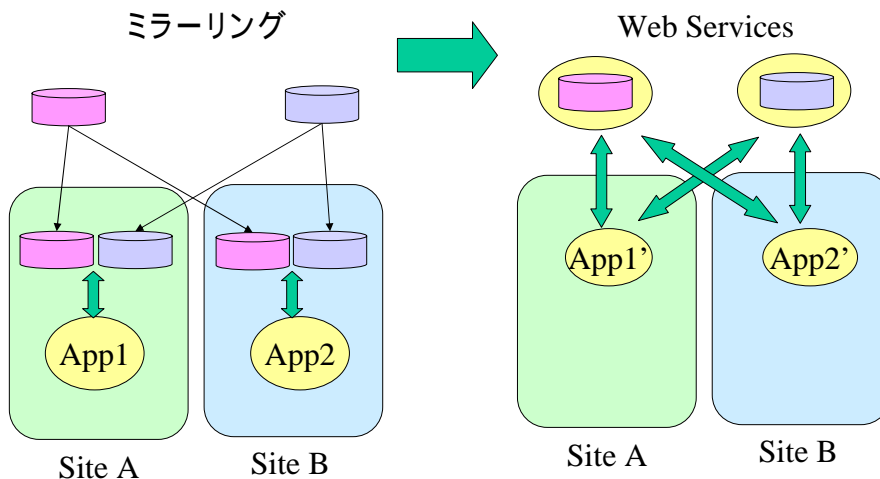 ミラーリング
Web Services
App1
App2
Site A
Site B
App1’
App2’
Site A
Site B